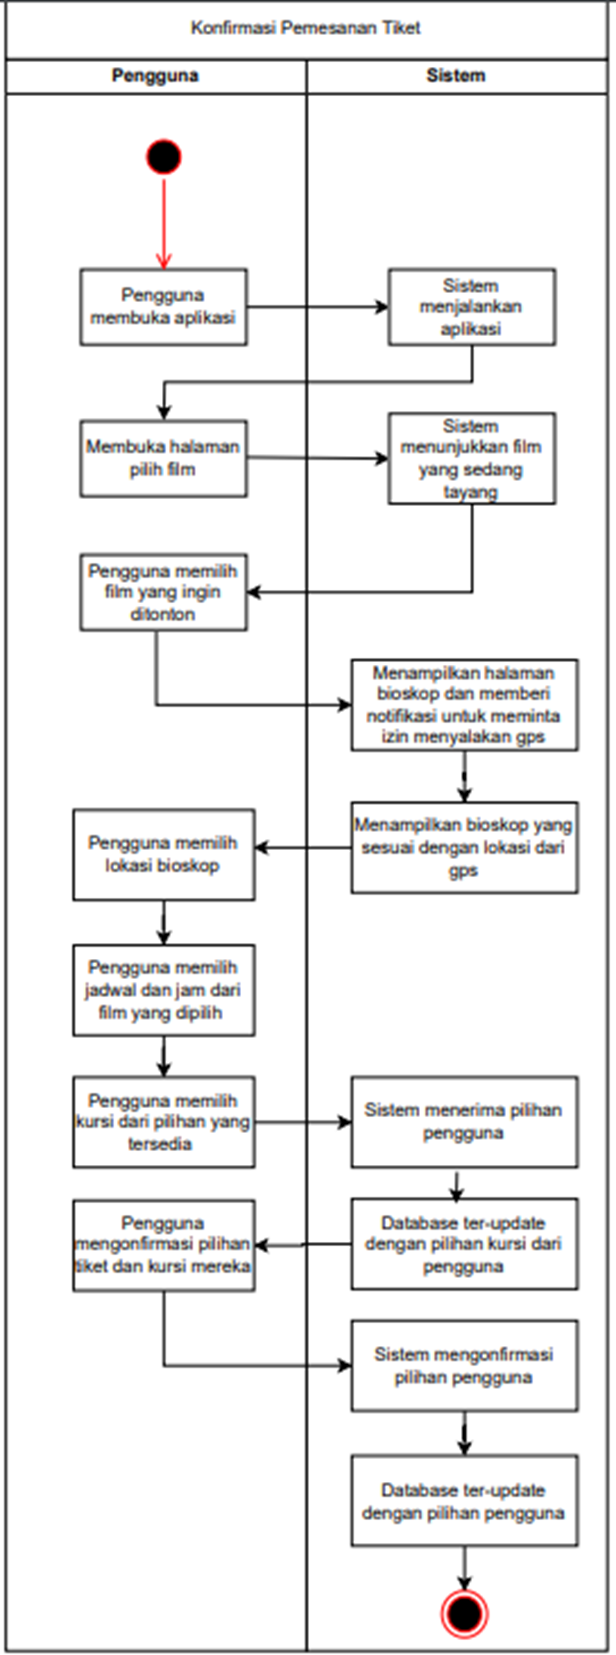 Konfirmasi Pemesanan Tiket
Pengguna
Sistem
Pengguna
membuka aplikasi
Sistem
menjalankan
aplikasi
Membuka halaman
pilih film
Sistem
menunjukkan film
yang sedang
tayang
Pengguna memilih
film yang ingin
ditonton
Menampilkan halaman
bioskop dan memberi
notifikasi untuk meminta
izin menyalakan gps
Menampilkan bioskop yang
sesuai dengan lokasi dari
gps
Pengguna memilih
lokasi bioskop
Pengguna memilih
jadwal dan jam dari
film yang dipilih
Pengguna memilih
kursi dari pilihan yang
tersedia
Sistem menerima pilihan
pengguna
Database ter-update
dengan pilihan kursi dari
pengguna
Pengguna
mengonfirmasi pilihan
tiket dan kursi mereka
Sistem mengonfirmasi
pilihan pengguna
Database ter-update
dengan pilihan pengguna